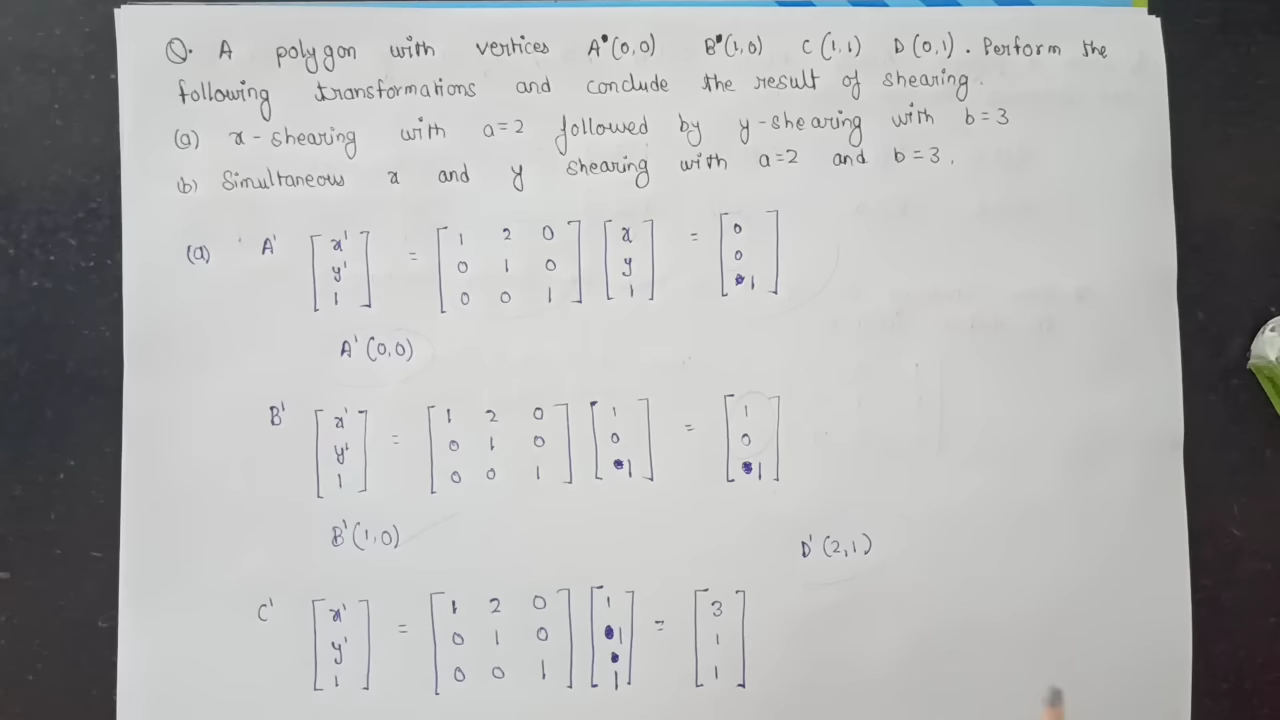 Q. A polygon with vertices A(0,0) B(1,0) C(1,1) D(0,1). Perform the
following transformations and conclude the result of shearing.
(a) x-shearing with a=2 followed by y-shearing with b=3
(b) Simultaneous x and y shearing with a=2 and b=3.
(a) A' [x' y' 1] = [1 2 0 0 1 0 0 0 1] [x y 1] = [0 0 1]
A'(0,0)
B' [x' y' 1] = [1 2 0 0 1 0 0 0 1] [1 0 1] = [1 0 1]
B'(1,0)
D'(2,1)
C' [x' y' 1] = [1 2 0 0 1 0 0 0 1] [1 1 1] = [3 1 1]